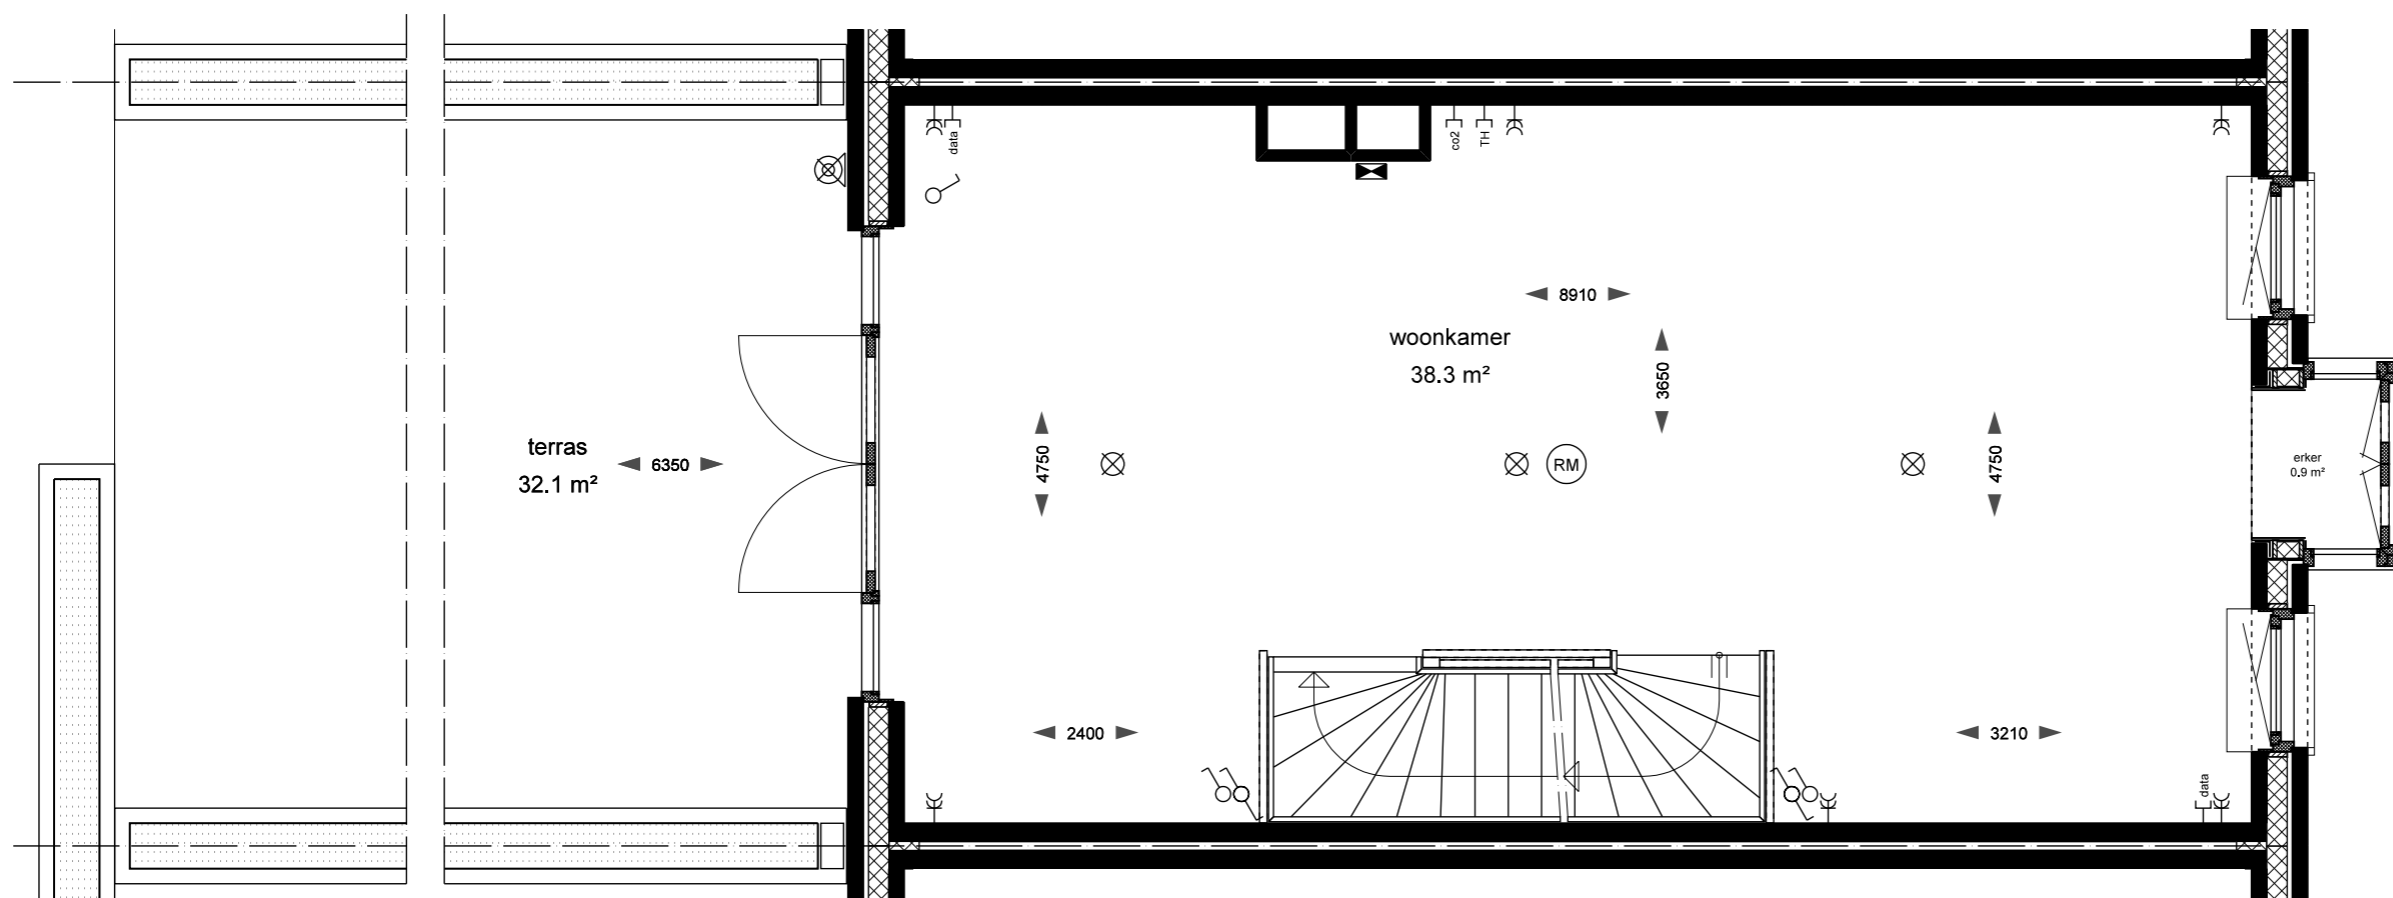 data
co2
TH
8910
woonkamer
38.3 m²
3650
terras
32.1 m²
6350
4750
RM
4750
erker
0.9 m²
2400
3210
data